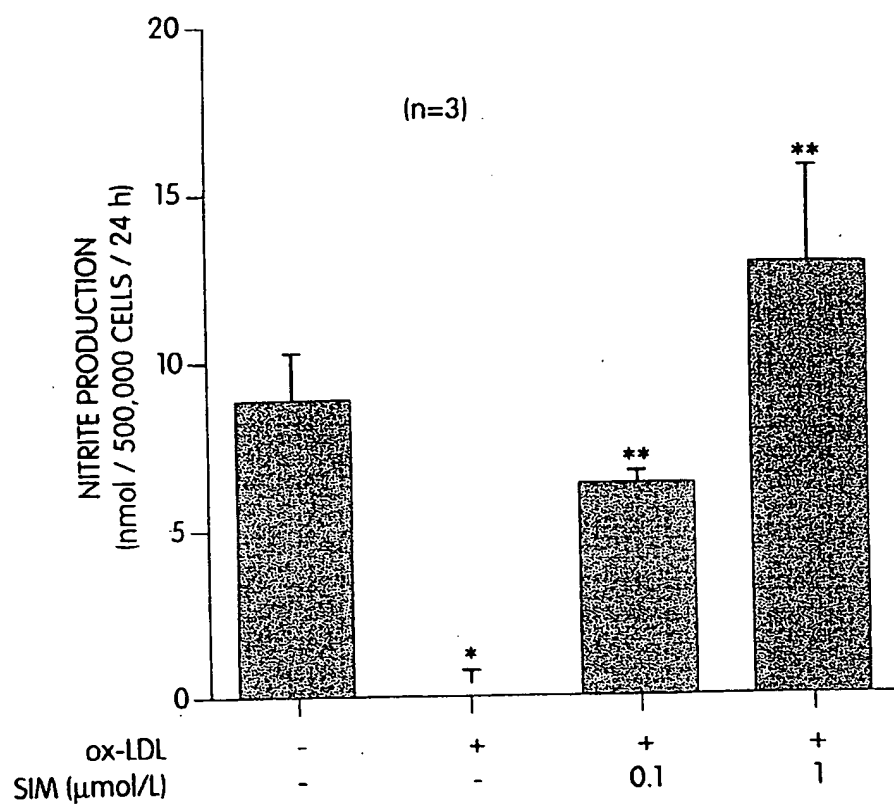 20
(n=3)
**
15
NITRITE PRODUCTION
(nmol / 500,000 CELLS / 24 h)
10
**
5
*
0
ox-LDL - + + +
SIM (μmol/L) - - 0.1 1